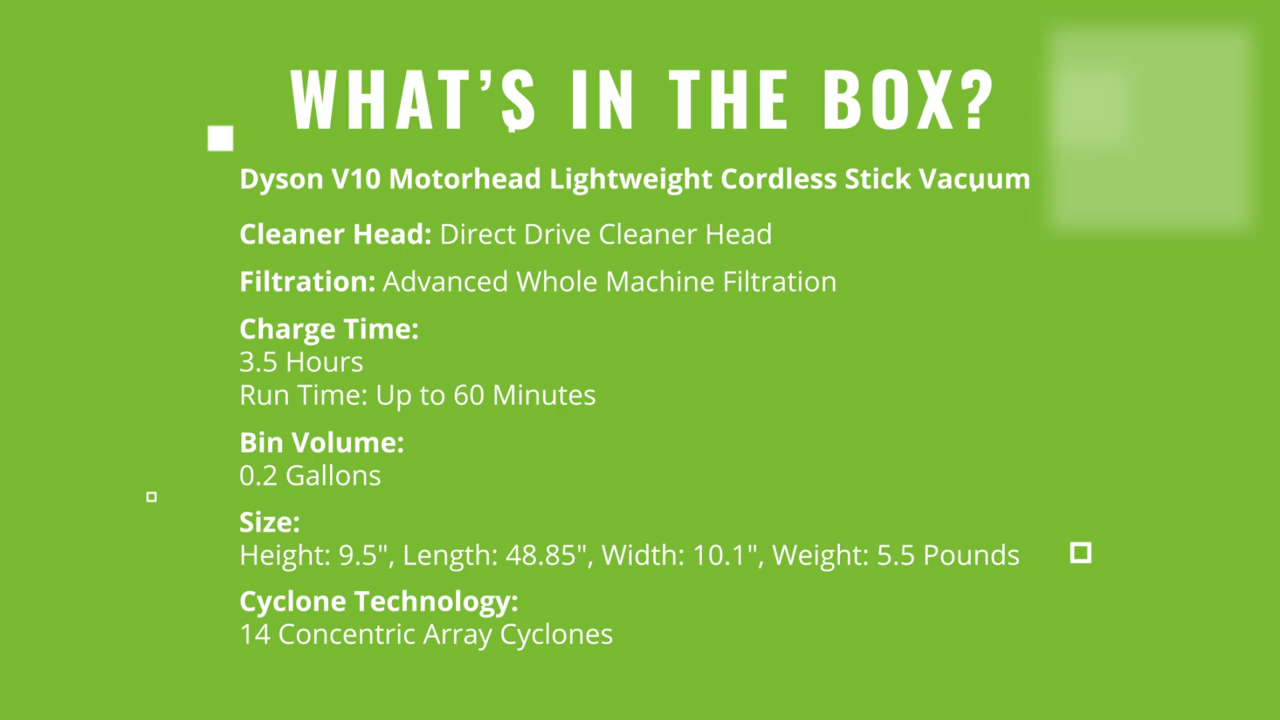 WHAT’S IN THE BOX?
Dyson V10 Motorhead Lightweight Cordless Stick Vacuum
Cleaner Head: Direct Drive Cleaner Head
Filtration: Advanced Whole Machine Filtration
Charge Time:
3.5 Hours
Run Time: Up to 60 Minutes
Bin Volume:
0.2 Gallons
Size:
Height: 9.5", Length: 48.85", Width: 10.1", Weight: 5.5 Pounds
Cyclone Technology:
14 Concentric Array Cyclones